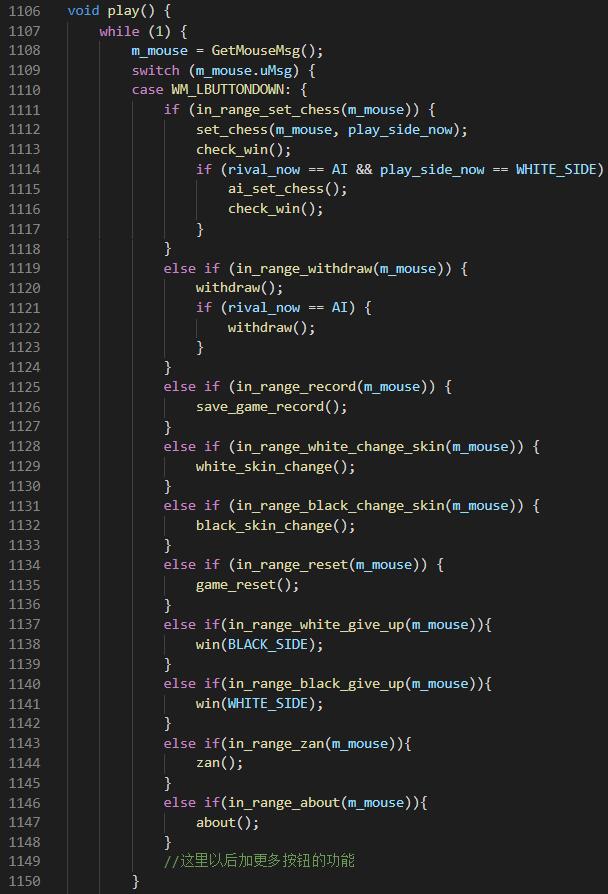 1106 void play() {
1107 while (1) {
1108 m_mouse = GetMouseMsg();
1109 switch (m_mouse.uMsg) {
1110 case WM_LBUTTONDOWN: {
1111 if (in_range_set_chess(m_mouse)) {
1112 set_chess(m_mouse, play_side_now);
1113 check_win();
1114 if (rival_now == AI && play_side_now == WHITE_SIDE)
1115 ai_set_chess();
1116 check_win();
1117 }
1118 }
1119 else if (in_range_withdraw(m_mouse)) {
1120 withdraw();
1121 if (rival_now == AI) {
1122 withdraw();
1123 }
1124 }
1125 else if (in_range_record(m_mouse)) {
1126 save_game_record();
1127 }
1128 else if (in_range_white_change_skin(m_mouse)) {
1129 white_skin_change();
1130 }
1131 else if (in_range_black_change_skin(m_mouse)) {
1132 black_skin_change();
1133 }
1134 else if (in_range_reset(m_mouse)) {
1135 game_reset();
1136 }
1137 else if(in_range_white_give_up(m_mouse)){
1138 win(BLACK_SIDE);
1139 }
1140 else if(in_range_black_give_up(m_mouse)){
1141 win(WHITE_SIDE);
1142 }
1143 else if(in_range_zan(m_mouse)){
1144 zan();
1145 }
1146 else if(in_range_about(m_mouse)){
1147 about();
1148 }
1149 //这里以后加更多按钮的功能
1150 }